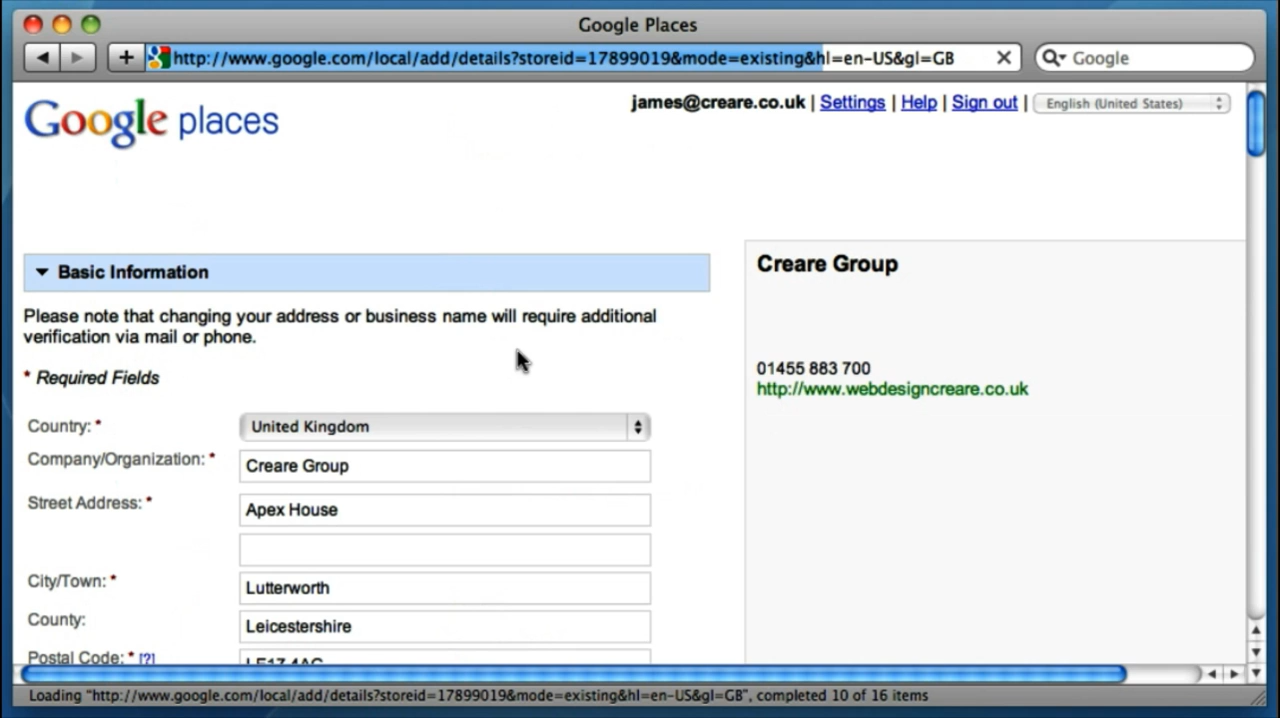 Google Places
http://www.google.com/local/add/details?storeid=17899019&mode=existing&hl=en-US&gl=GB
Google
james@creare.co.uk | Settings | Help | Sign out | English (United States)
Google places
Basic Information
Please note that changing your address or business name will require additional
verification via mail or phone.
* Required Fields
Country: * United Kingdom
Company/Organization: * Creare Group
Street Address: * Apex House
City/Town: * Lutterworth
County: Leicestershire
Postal Code: * [?]
Creare Group
01455 883 700
http://www.webdesigncreare.co.uk
Loading "http://www.google.com/local/add/details?storeid=17899019&mode=existing&hl=en-US&gl=GB", completed 10 of 16 items